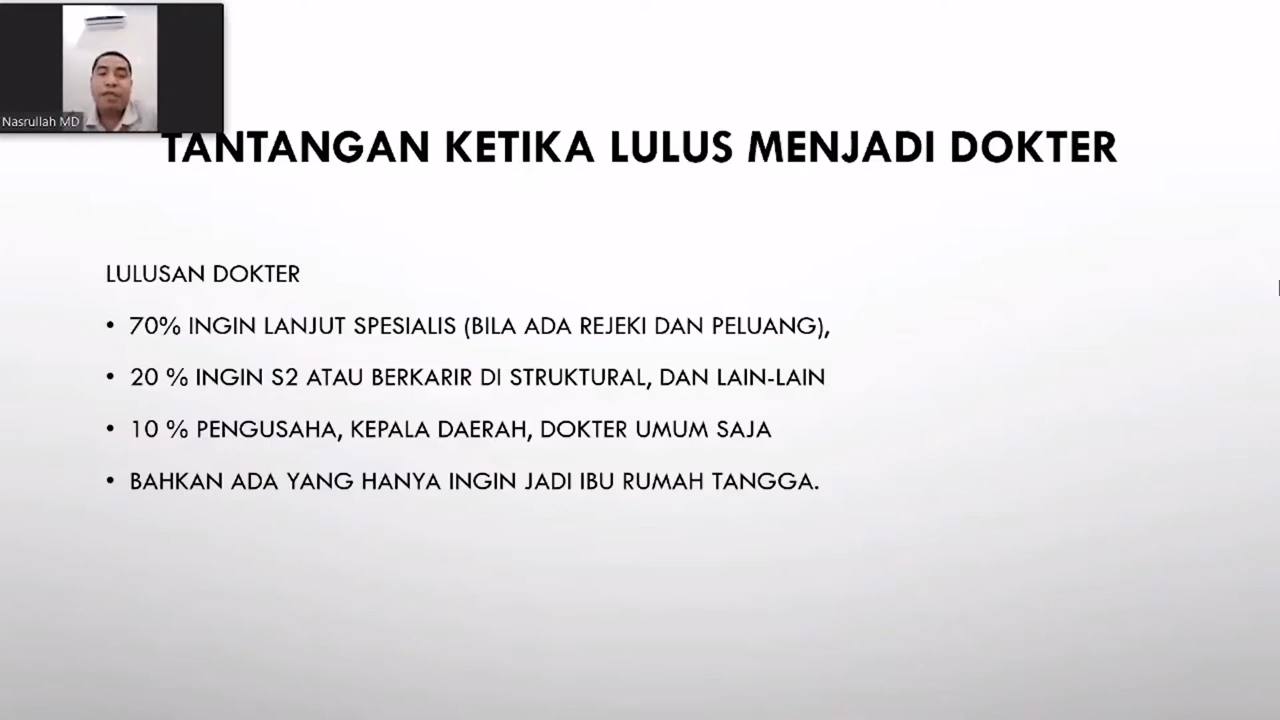 Nasrullah MD
TANTANGAN KETIKA LULUS MENJADI DOKTER
LULUSAN DOKTER
• 70% INGIN LANJUT SPESIALIS (BILA ADA REJEKI DAN PELUANG),
• 20 % INGIN S2 ATAU BERKARIR DI STRUKTURAL, DAN LAIN-LAIN
• 10 % PENGUSAHA, KEPALA DAERAH, DOKTER UMUM SAJA
• BAHKAN ADA YANG HANYA INGIN JADI IBU RUMAH TANGGA.